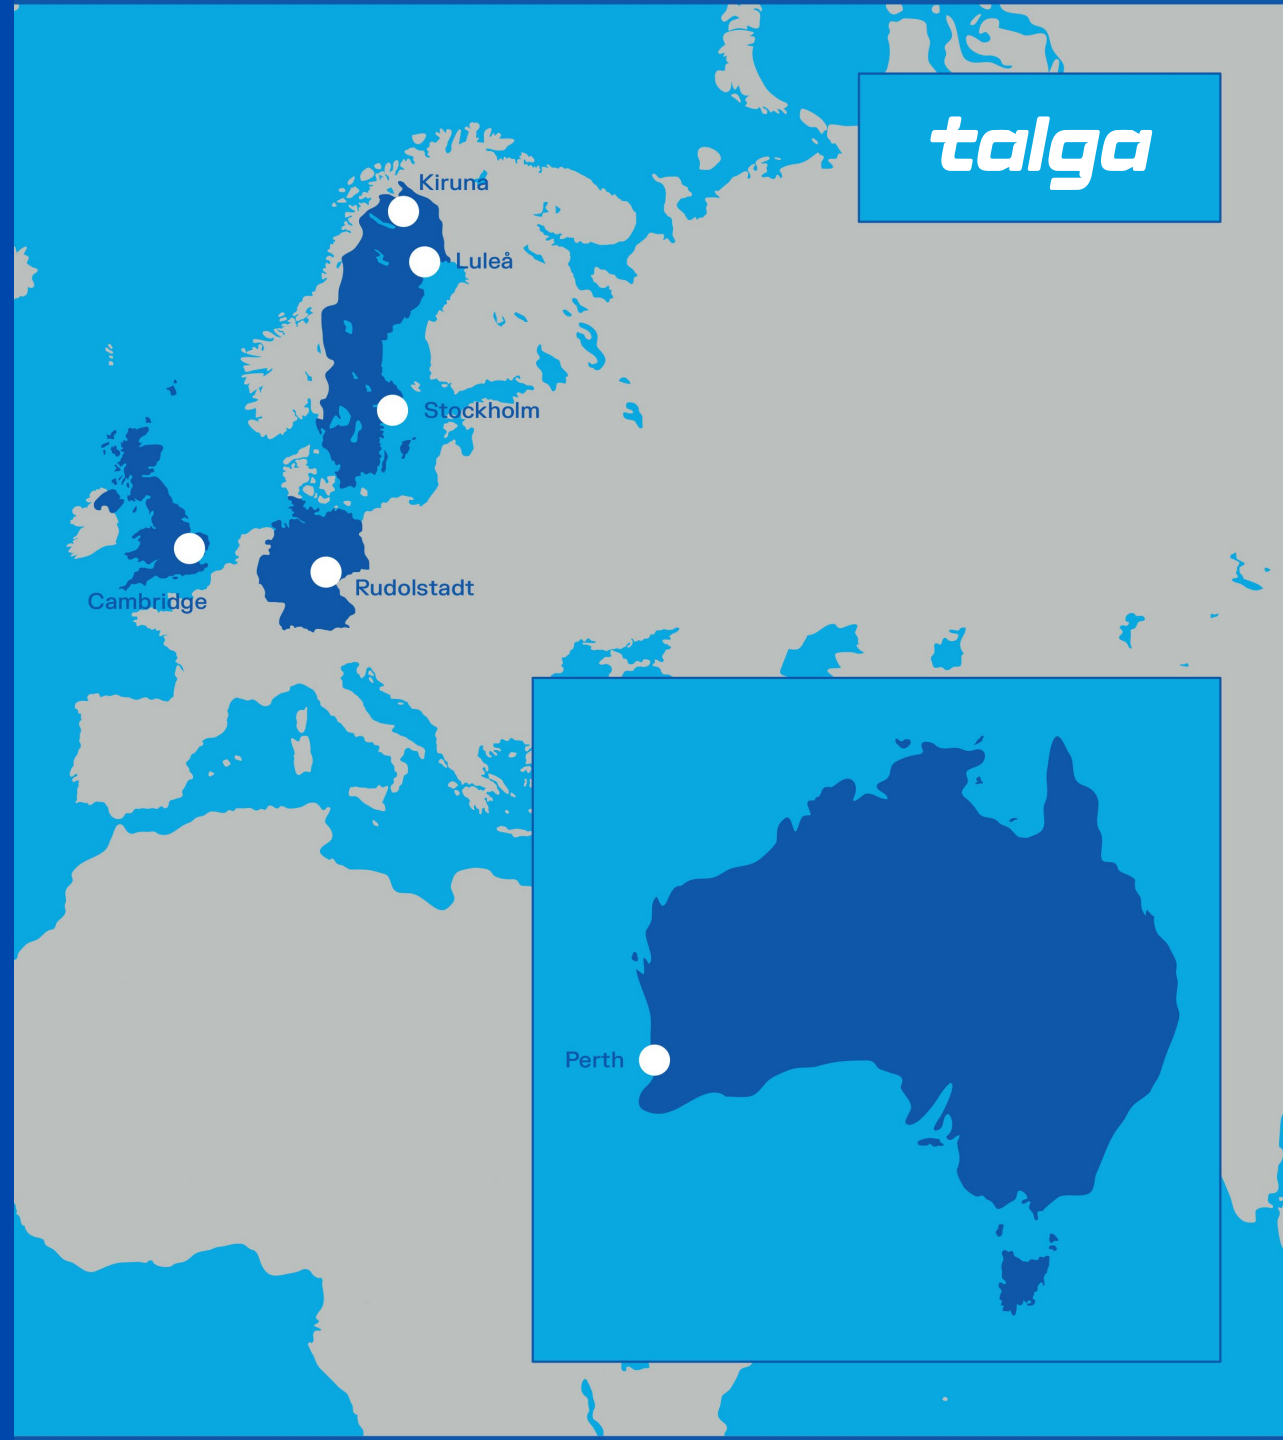 talga
Kiruna
Luleå
Stockholm
Rudolstadt
Cambridge
Perth